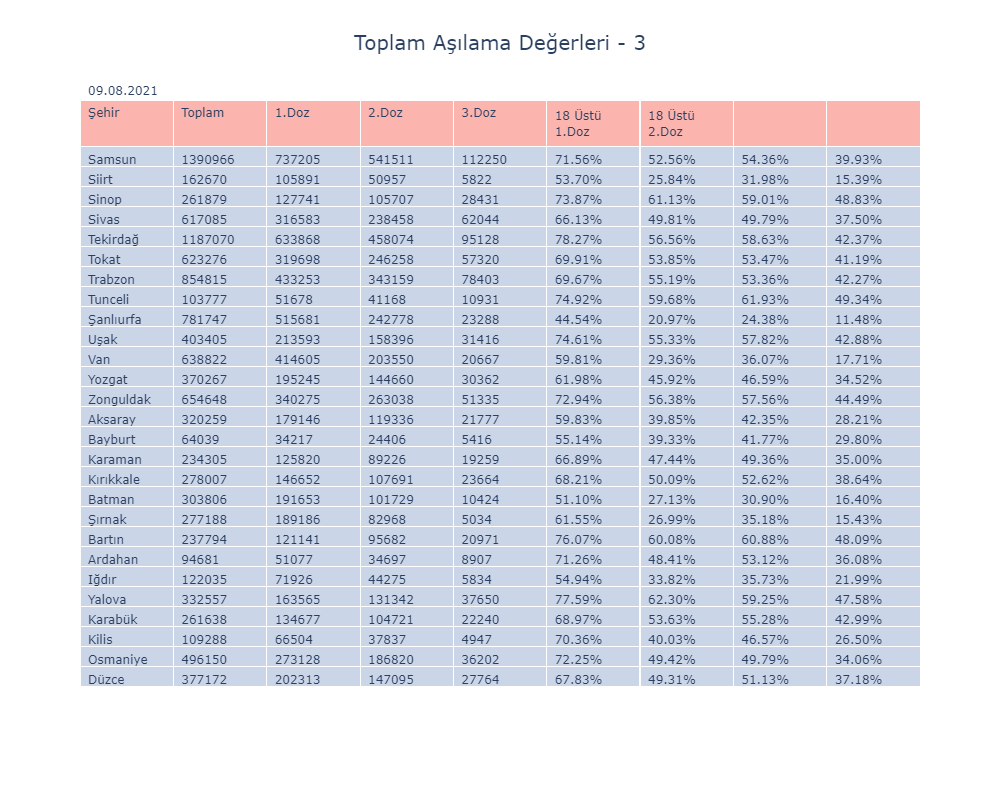 Toplam Aşılama Değerleri - 3
09.08.2021
Şehir Toplam 1.Doz 2.Doz 3.Doz 18 Üstü 1.Doz 18 Üstü 2.Doz
Samsun 1390966 737205 541511 112250 71.56% 52.56% 54.36% 39.93%
Siirt 162670 105891 50957 5822 53.70% 25.84% 31.98% 15.39%
Sinop 261879 127741 105707 28431 73.87% 61.13% 59.01% 48.83%
Sivas 617085 316583 238458 62044 66.13% 49.81% 49.79% 37.50%
Tekirdağ 1187070 633868 458074 95128 78.27% 56.56% 58.63% 42.37%
Tokat 623276 319698 246258 57320 69.91% 53.85% 53.47% 41.19%
Trabzon 854815 433253 343159 78403 69.67% 55.19% 53.36% 42.27%
Tunceli 103777 51678 41168 10931 74.92% 59.68% 61.93% 49.34%
Şanlıurfa 781747 515681 242778 23288 44.54% 20.97% 24.38% 11.48%
Uşak 403405 213593 158396 31416 74.61% 55.33% 57.82% 42.88%
Van 638822 414605 203550 20667 59.81% 29.36% 36.07% 17.71%
Yozgat 370267 195245 144660 30362 61.98% 45.92% 46.59% 34.52%
Zonguldak 654648 340275 263038 51335 72.94% 56.38% 57.56% 44.49%
Aksaray 320259 179146 119336 21777 59.83% 39.85% 42.35% 28.21%
Bayburt 64039 34217 24406 5416 55.14% 39.33% 41.77% 29.80%
Karaman 234305 125820 89226 19259 66.89% 47.44% 49.36% 35.00%
Kırıkkale 278007 146652 107691 23664 68.21% 50.09% 52.62% 38.64%
Batman 303806 191653 101729 10424 51.10% 27.13% 30.90% 16.40%
Şırnak 277188 189186 82968 5034 61.55% 26.99% 35.18% 15.43%
Bartın 237794 121141 95682 20971 76.07% 60.08% 60.88% 48.09%
Ardahan 94681 51077 34697 8907 71.26% 48.41% 53.12% 36.08%
Iğdır 122035 71926 44275 5834 54.94% 33.82% 35.73% 21.99%
Yalova 332557 163565 131342 37650 77.59% 62.30% 59.25% 47.58%
Karabük 261638 134677 104721 22240 68.97% 53.63% 55.28% 42.99%
Kilis 109288 66504 37837 4947 70.36% 40.03% 46.57% 26.50%
Osmaniye 496150 273128 186820 36202 72.25% 49.42% 49.79% 34.06%
Düzce 377172 202313 147095 27764 67.83% 49.31% 51.13% 37.18%